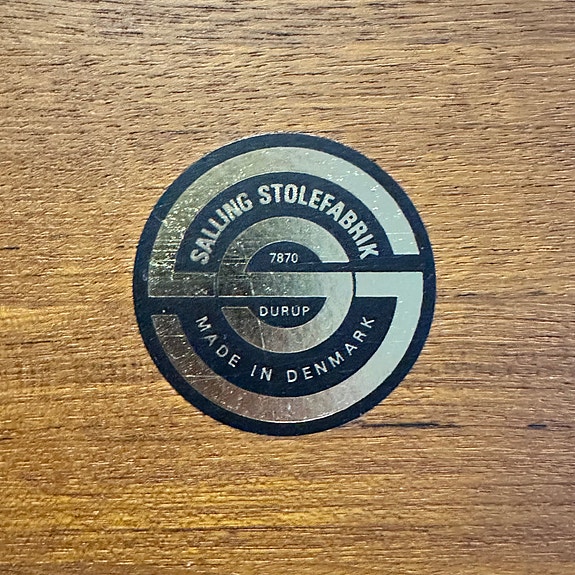 SALLING STOLEFABRIK
7870
DURUP
MADE IN DENMARK